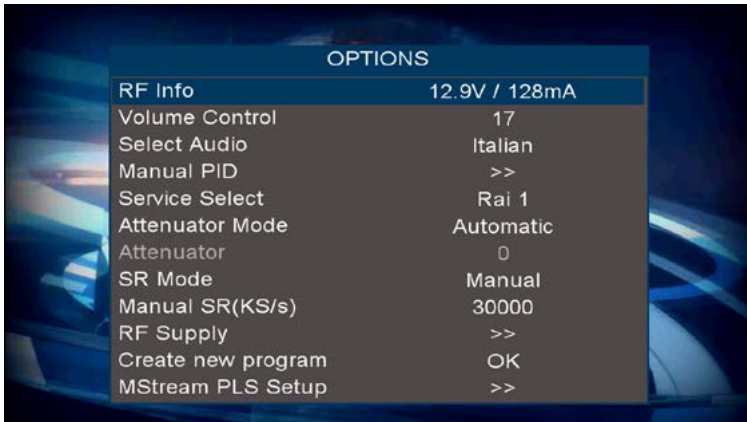 OPTIONS
RF Info 12.9V / 128mA
Volume Control 17
Select Audio Italian
Manual PID >>
Service Select Rai 1
Attenuator Mode Automatic
Attenuator 0
SR Mode Manual
Manual SR(KS/s) 30000
RF Supply >>
Create new program OK
MStream PLS Setup >>